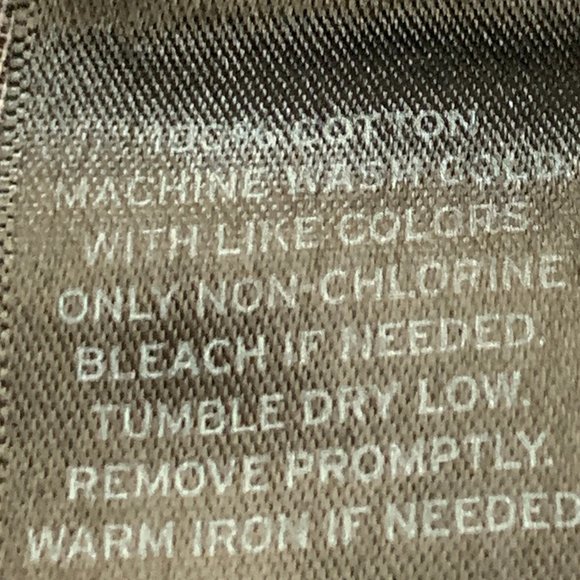 100% COTTON
MACHINE WASH COLD
WITH LIKE COLORS.
ONLY NON-CHLORINE
BLEACH IF NEEDED.
TUMBLE DRY LOW.
REMOVE PROMPTLY.
WARM IRON IF NEEDED